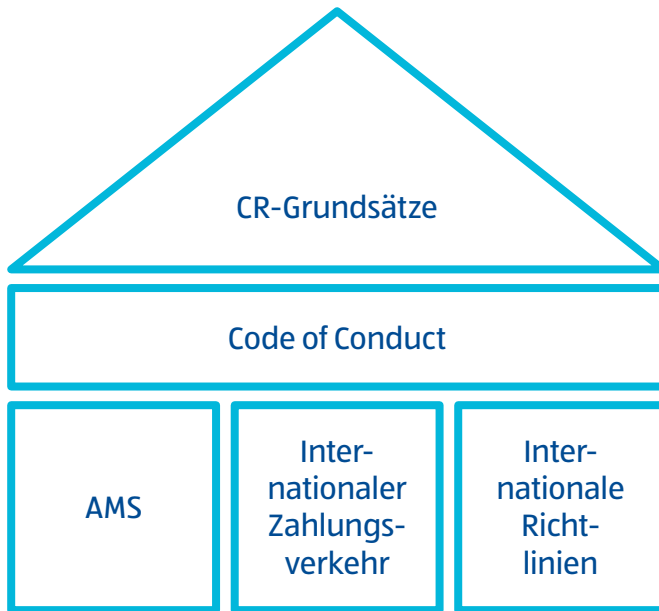 CR-Grundsätze
Code of Conduct
AMS
Inter-
nationaler
Zahlungs-
verkehr
Inter-
nationale
Richt-
linien